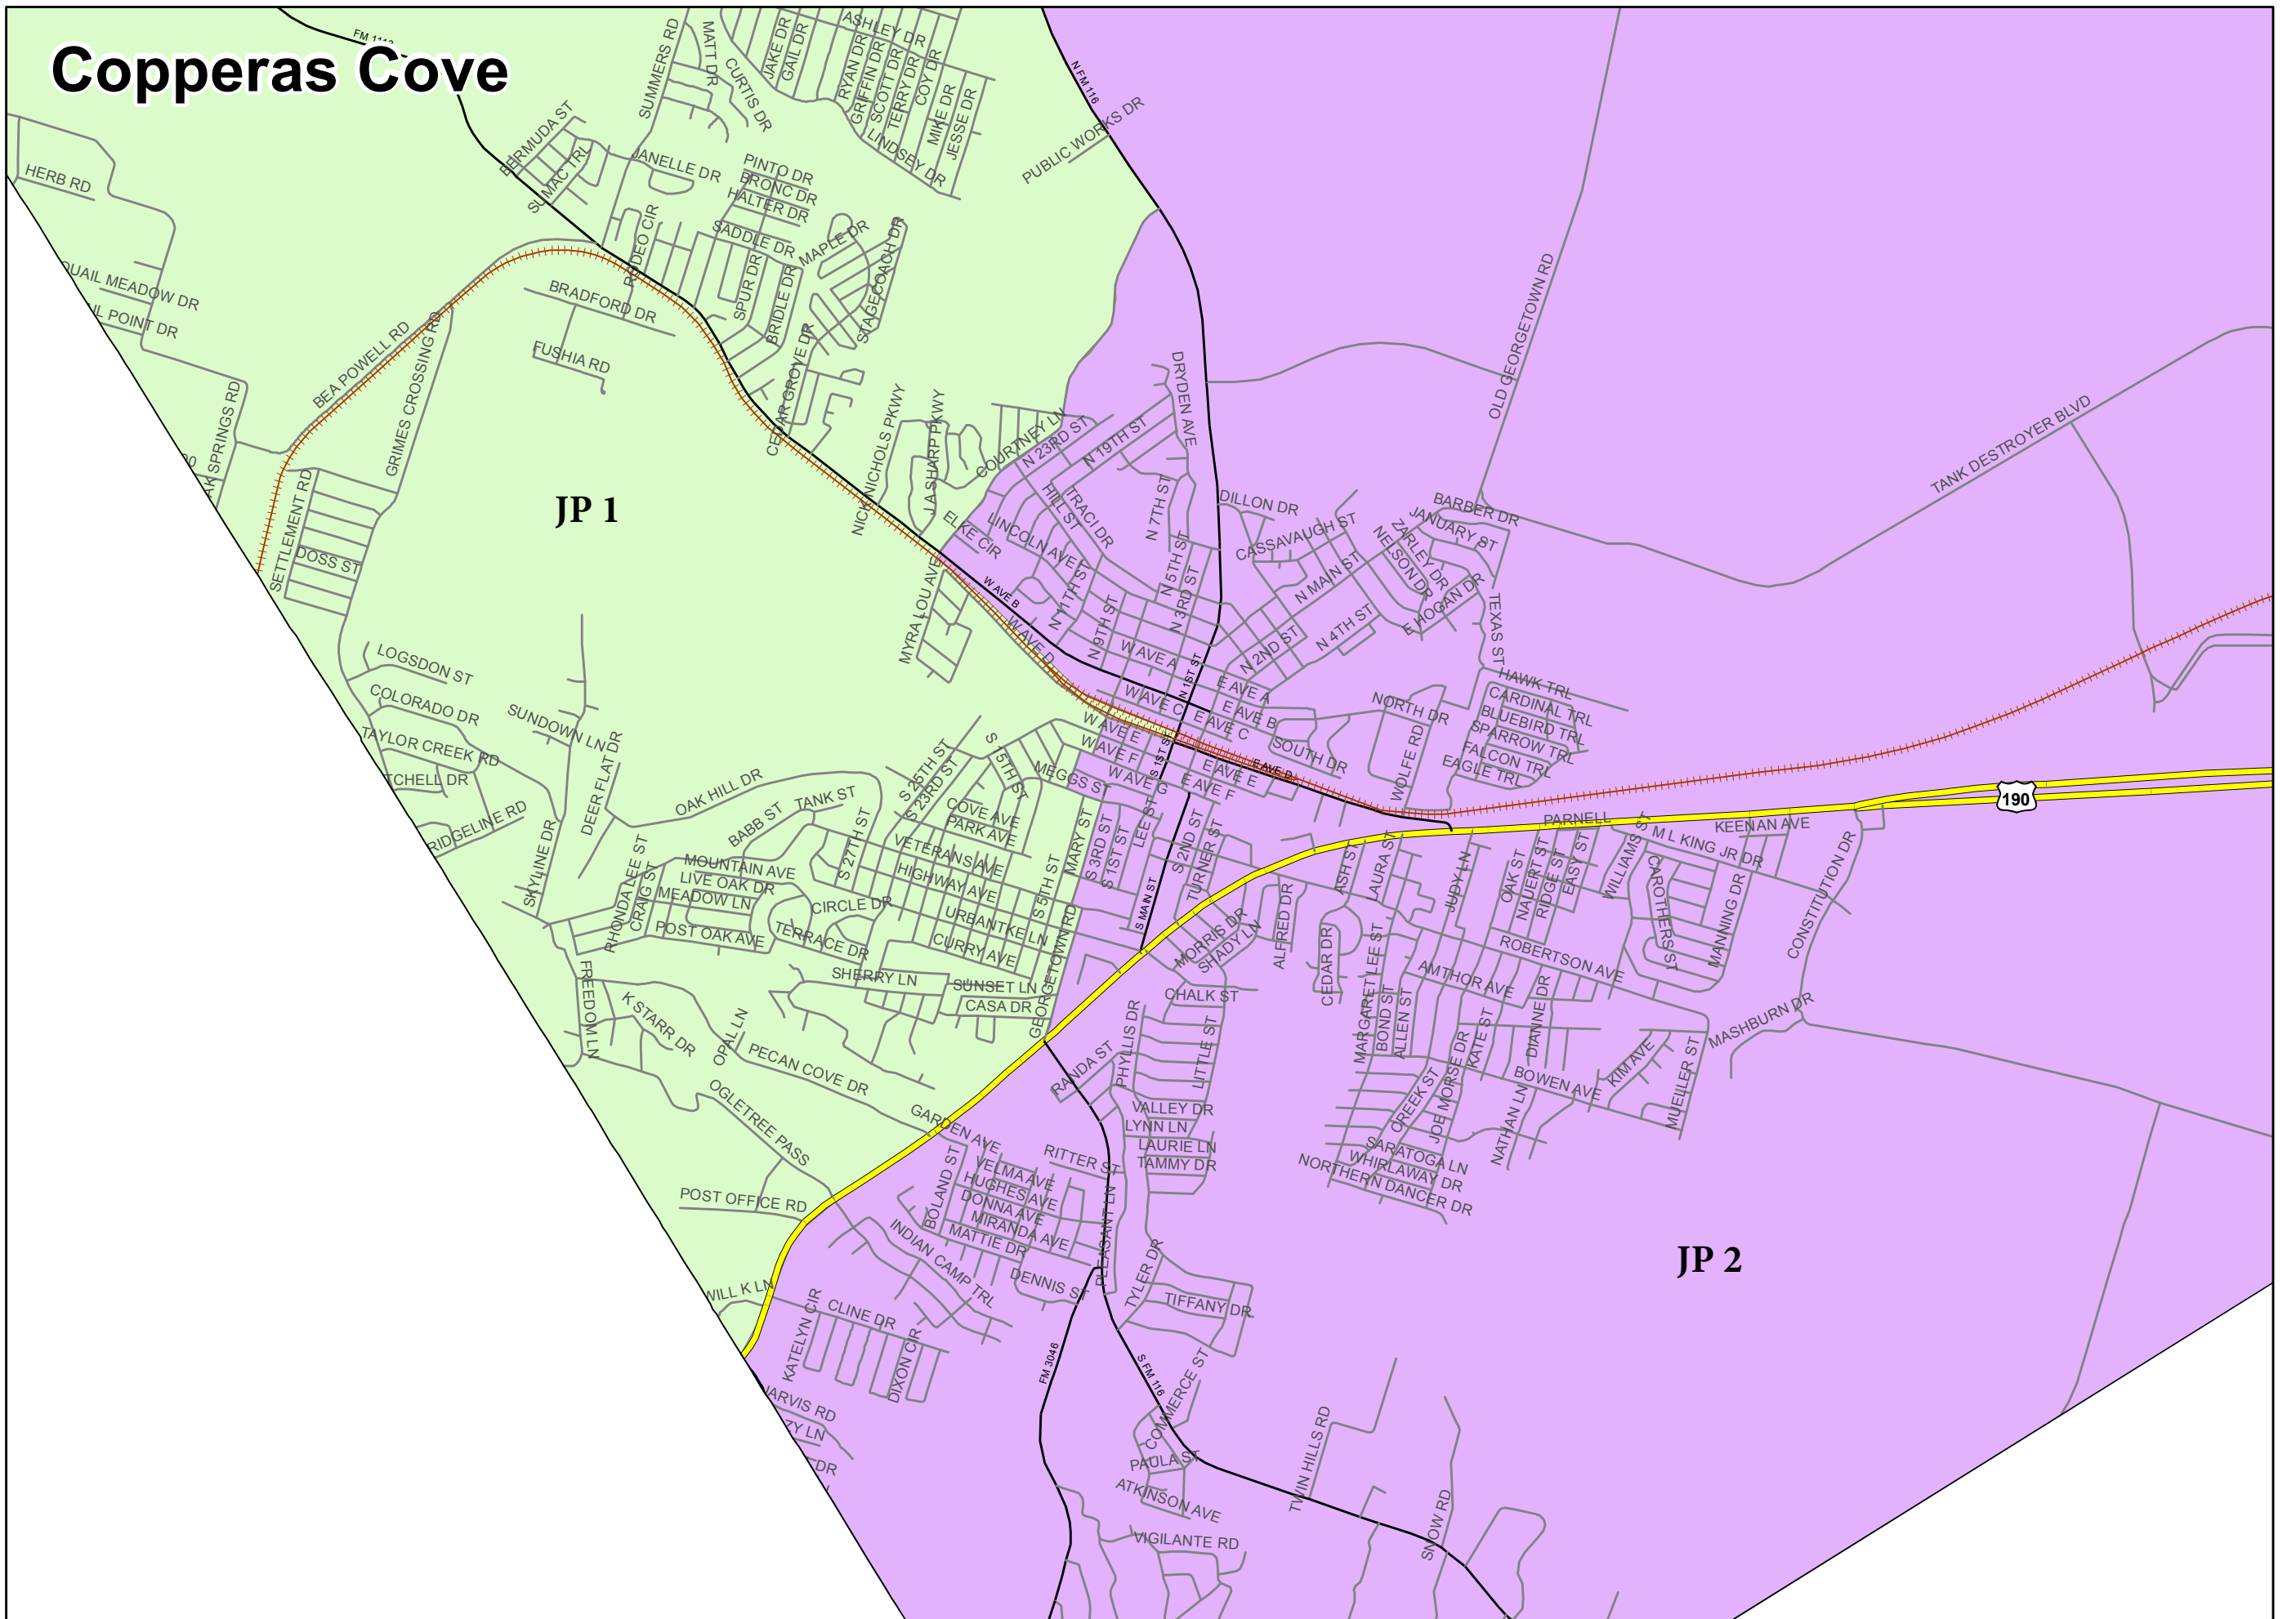 Copperas Cove
JP 1
JP 2
190
N FM 116
SUMMERS RD
MATT DR
CURTIS DR
JAKE DR
GAIL DR
ASHLEY DR
RYAN DR
GRIFFIN DR
SCOTT DR
TERRY DR
COY DR
MIKE DR
JESSE DR
LINDSEY DR
PUBLIC WORKS DR
BERMUDA ST
SUMAC TRL
JANELLE DR
PINTO DR
BRONC DR
HALTER DR
SADDLE DR
MAPLE DR
STAGECOACH DR
RODEO CIR
SPUR DR
BRIDLE DR
CEDAR GROVE DR
HERB RD
QUAIL MEADOW DR
POINT DR
BRADFORD DR
FUSHIA RD
BEA POWELL RD
GRIMES CROSSING RD
SPRINGS RD
SETTLEMENT RD
DOSS ST
NICK NICHOLS PKWY
J A SHARP PKWY
COURTNEY LN
N 23RD ST
N 19TH ST
DRYDEN AVE
HILL ST
TRACI DR
N 7TH ST
ELKE CIR
LINCOLN AVE
N 5TH ST
N 3RD ST
N 11TH ST
N 9TH ST
W AVE B
W AVE D
W AVE A
MYRA LOU AVE
DILLON DR
CASSAVAUGH ST
N MAIN ST
N 2ND ST
N 4TH ST
OLD GEORGETOWN RD
BARBER DR
JANUARY ST
ZARLEY DR
NELSON DR
E HOGAN DR
TEXAS ST
TANK DESTROYER BLVD
HAWK TRL
CARDINAL TRL
BLUEBIRD TRL
SPARROW TRL
FALCON TRL
EAGLE TRL
NORTH DR
SOUTH DR
WOLFE RD
N 1ST ST
E AVE A
E AVE B
E AVE C
W AVE C
W AVE E
W AVE F
W AVE G
S 1ST ST
E AVE D
E AVE E
E AVE F
MEGGS ST
LOGSDON ST
COLORADO DR
TAYLOR CREEK RD
TCHELL DR
RIDGELINE RD
SUNDOWN LN
DEER FLAT DR
SKYLINE DR
OAK HILL DR
BABB ST
TANK ST
S 25TH ST
S 23RD ST
S 15TH ST
COVE AVE
PARK AVE
VETERANS AVE
HIGHWAY AVE
S 27TH ST
S 5TH ST
MARY ST
S 3RD ST
S 1ST ST
LEE ST
S 2ND ST
TURNER ST
S MAIN ST
RHONDA LEE ST
CRAIG ST
MOUNTAIN AVE
LIVE OAK DR
MEADOW LN
POST OAK AVE
CIRCLE DR
TERRACE DR
URBANTKE LN
CURRY AVE
SHERRY LN
SUNSET LN
CASA DR
GEORGETOWN RD
FREEDOM LN
K STARR DR
OPAL LN
PECAN COVE DR
OGLETREE PASS
POST OFFICE RD
GARDEN AVE
MORRIS DR
SHADY LN
ALFRED DR
CHALK ST
ASH ST
LAURA ST
CEDAR DR
MARGARET LEE ST
BOND ST
ALLEN ST
JUDY LN
OAK ST
NAUERT ST
RIDGE ST
EASY ST
PARNELL
WILLIAMS ST
M L KING JR DR
KEENAN AVE
CAROTHERS ST
MANNING DR
CONSTITUTION DR
ROBERTSON AVE
AMTHOR AVE
DIANNE DR
KATE ST
JOE MORSE DR
CREEK ST
BOWEN AVE
KIM AVE
MUELLER ST
MASHBURN DR
NATHAN LN
SARATOGA LN
WHIRLAWAY DR
NORTHERN DANCER DR
RANDA ST
PHYLLIS DR
LITTLE ST
VALLEY DR
LYNN LN
LAURIE LN
TAMMY DR
RITTER ST
BOLAND ST
VELMA AVE
HUGHES AVE
DONNA AVE
MIRANDA AVE
MATTIE DR
INDIAN CAMP TRL
DENNIS ST
PLEASANT LN
TYLER DR
TIFFANY DR
WILL K LN
KATELYN CIR
CLINE DR
DIXON CIR
JARVIS RD
ZY LN
DR
FM 3046
S FM 116
COMMERCE ST
PAULA ST
ATKINSON AVE
VIGILANTE RD
TWIN HILLS RD
SNOW RD